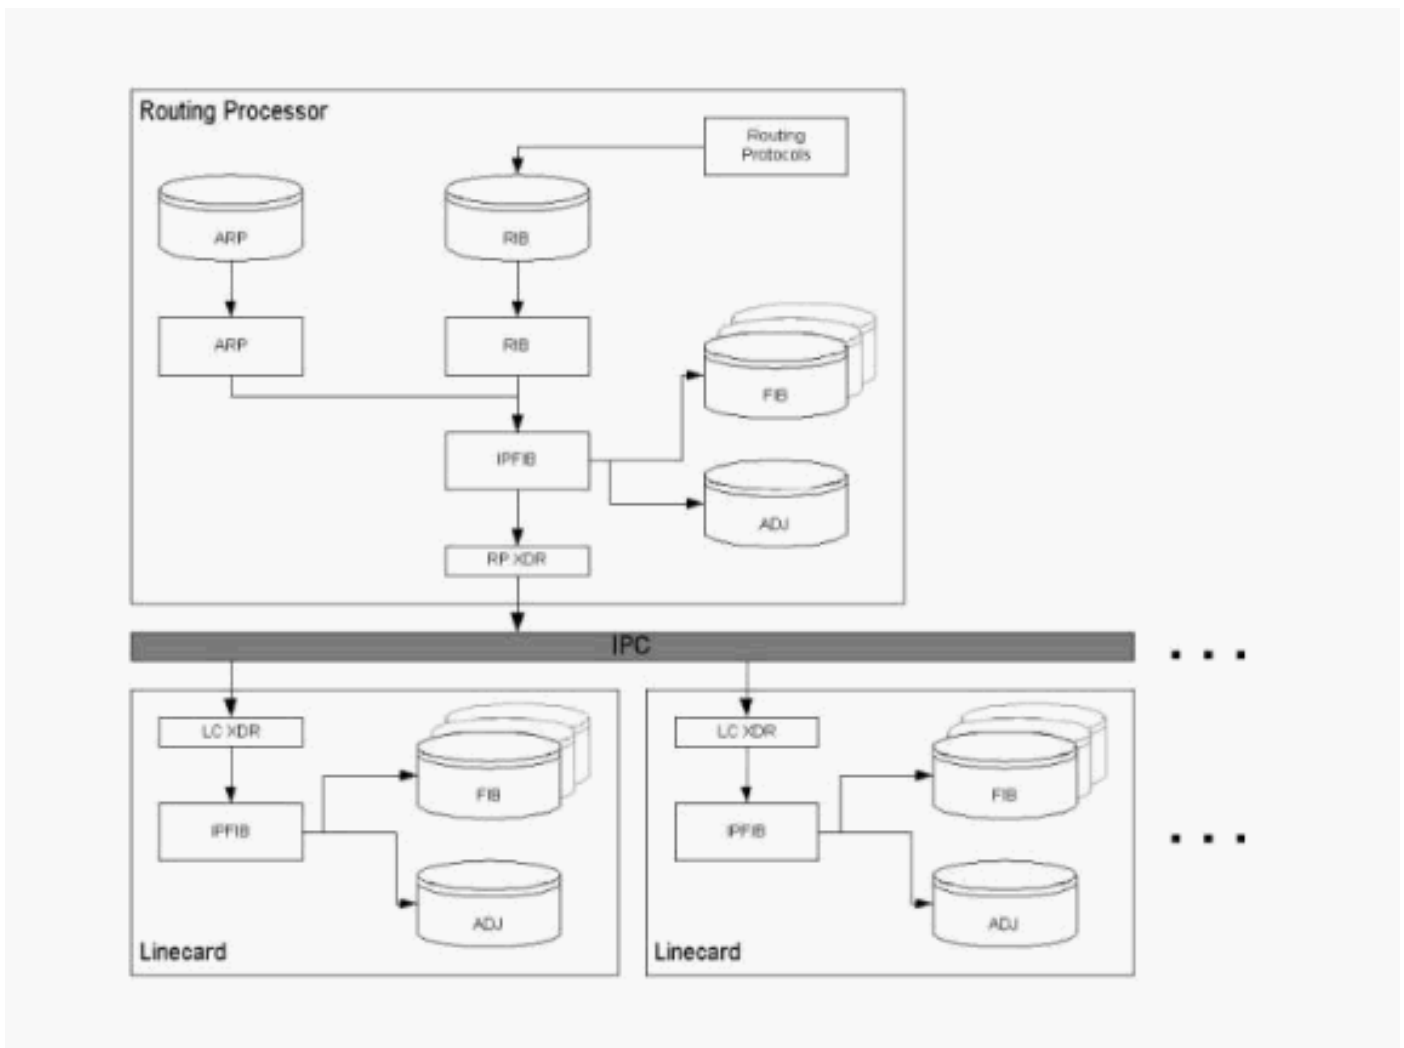 Routing Processor
Routing
Protocols
ARP
RIB
ARP
RIB
FIB
IPFIB
ADJ
RP XDR
IPC
LC XDR
FIB
IPFIB
ADJ
Linecard
LC XDR
FIB
IPFIB
ADJ
Linecard